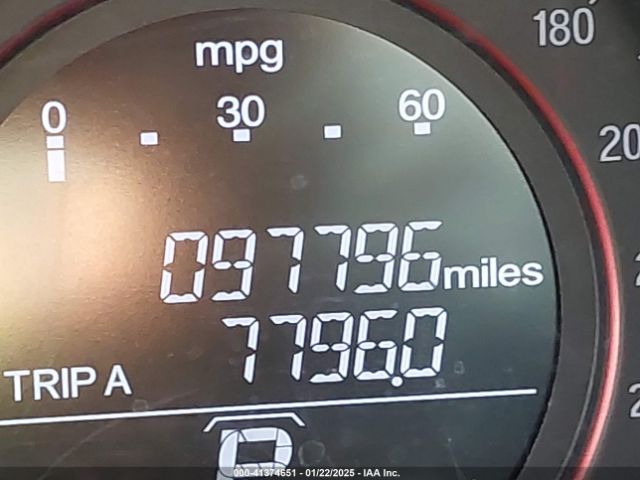 mpg
180
0 30 60
20
097796 miles
7796.0
TRIP A
P
000-41374651 - 01/22/2025 - IAA Inc.